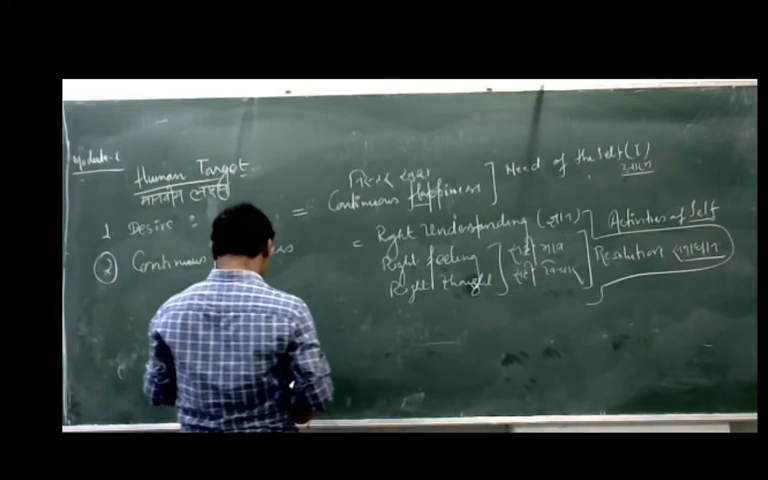 Module-1
Human Target
मानवीय लक्ष्य
निरंतर सुख
1. Desire : = Continuous Happiness ] Need of the Self (I)
② Continuous = Right Understanding (ज्ञान) Activities of Self
Right feeling सही भाव Resolution समाधान
Right thought सही विचार